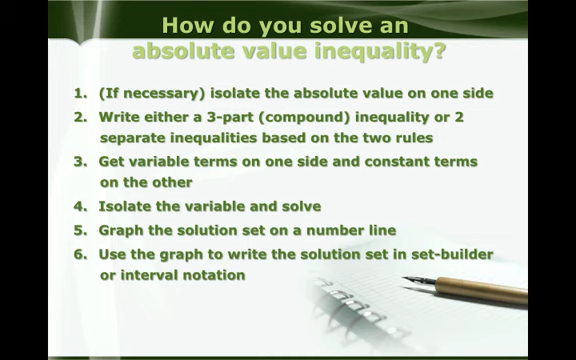 How do you solve an
absolute value inequality?
1. (If necessary) isolate the absolute value on one side
2. Write either a 3-part (compound) inequality or 2
separate inequalities based on the two rules
3. Get variable terms on one side and constant terms
on the other
4. Isolate the variable and solve
5. Graph the solution set on a number line
6. Use the graph to write the solution set in set-builder
or interval notation